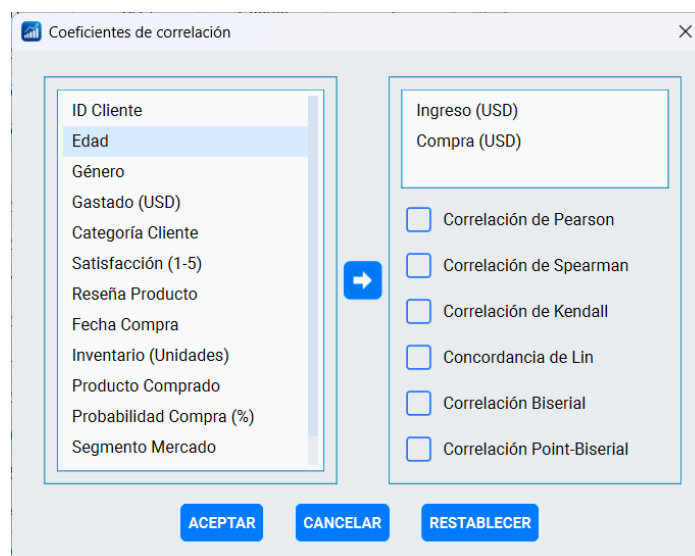 Coeficientes de correlación
ID Cliente
Edad
Género
Gastado (USD)
Categoría Cliente
Satisfacción (1-5)
Reseña Producto
Fecha Compra
Inventario (Unidades)
Producto Comprado
Probabilidad Compra (%)
Segmento Mercado
Ingreso (USD)
Compra (USD)
Correlación de Pearson
Correlación de Spearman
Correlación de Kendall
Concordancia de Lin
Correlación Biserial
Correlación Point-Biserial
ACEPTAR
CANCELAR
RESTABLECER